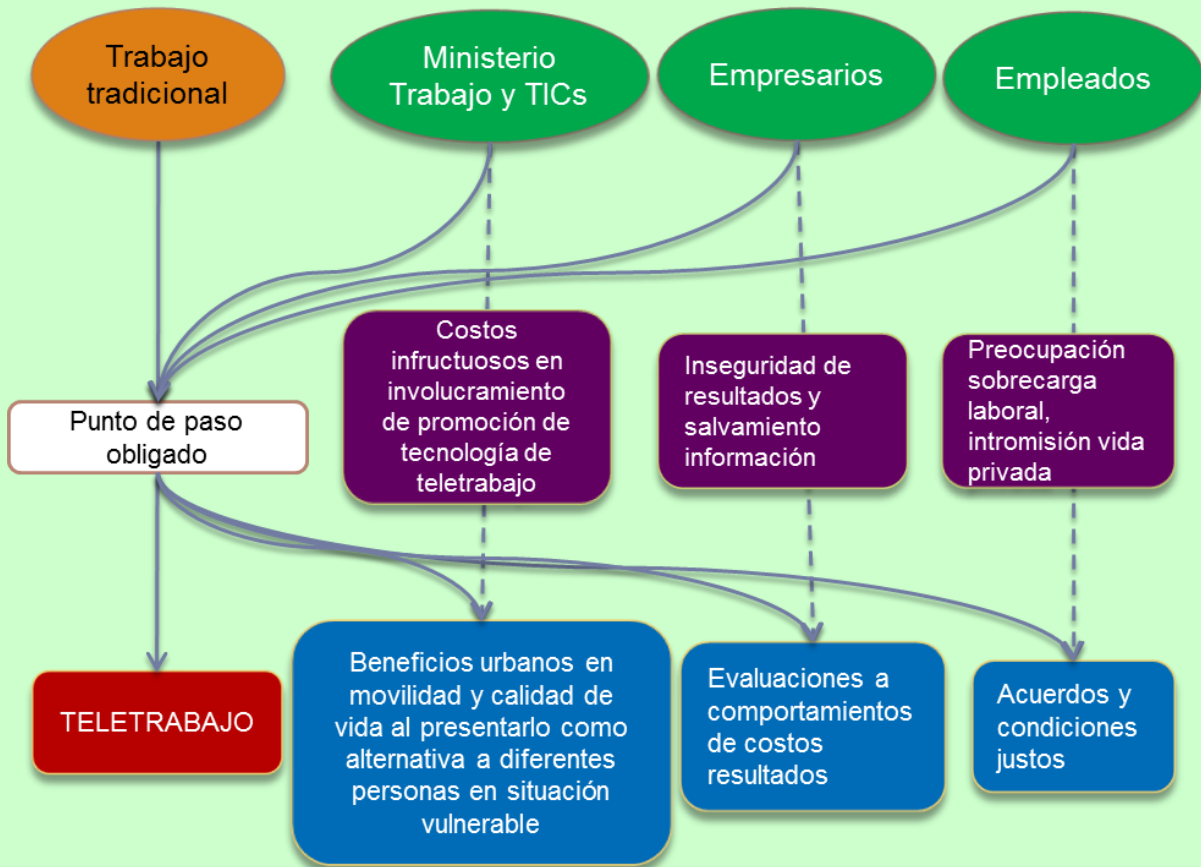 Trabajo
tradicional
Ministerio
Trabajo y TICs
Empresarios
Empleados
Costos
infructuosos en
involucramiento
de promoción de
tecnología de
teletrabajo
Inseguridad de
resultados y
salvamiento
información
Preocupación
sobrecarga
laboral,
intromisión vida
privada
Punto de paso
obligado
TELETRABAJO
Beneficios urbanos en
movilidad y calidad de
vida al presentarlo como
alternativa a diferentes
personas en situación
vulnerable
Evaluaciones a
comportamientos
de costos
resultados
Acuerdos y
condiciones
justos